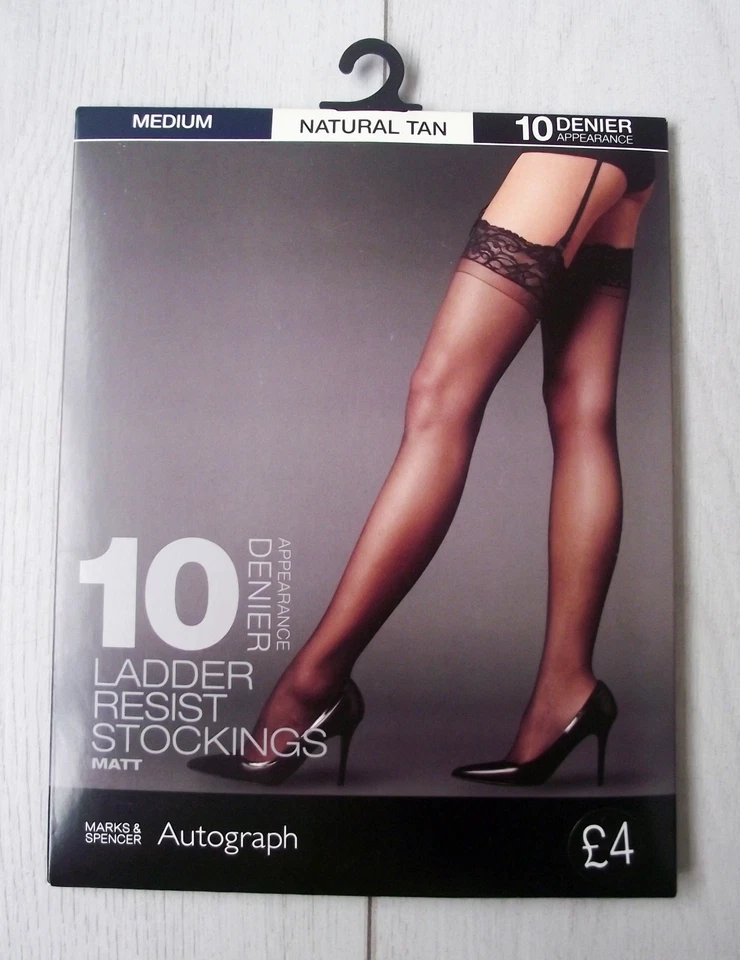 MEDIUM
NATURAL TAN
10 DENIER
APPEARANCE
10
DENIER
APPEARANCE
LADDER
RESIST
STOCKINGS
MATT
MARKS &
SPENCER
Autograph
£4